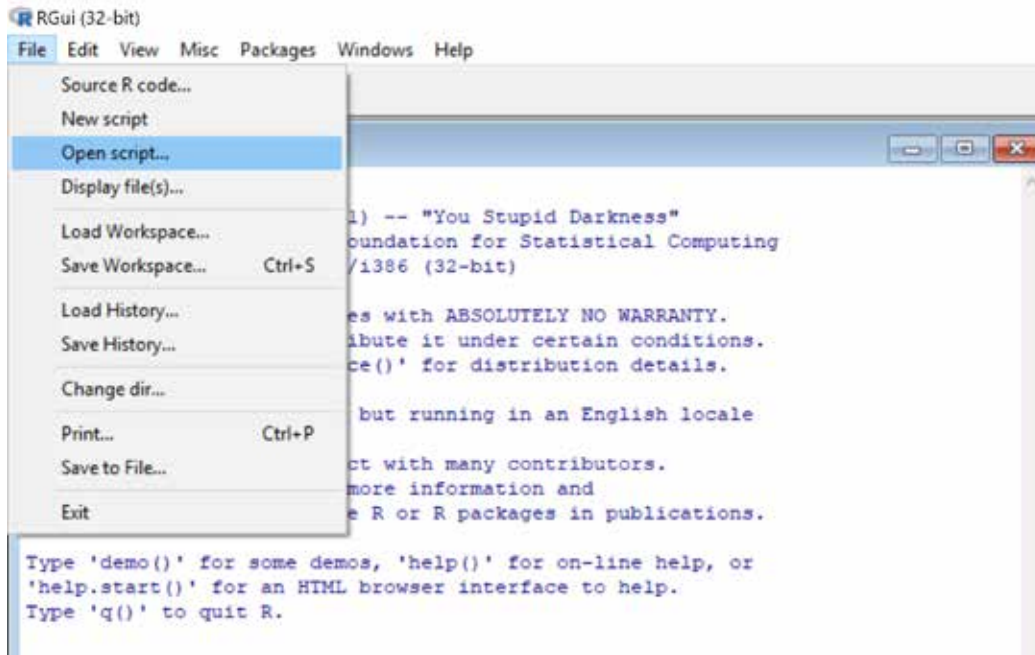 RGui (32-bit)
File Edit View Misc Packages Windows Help
Source R code...
New script
Open script...
Display file(s)...
Load Workspace...
Save Workspace... Ctrl+S
Load History...
Save History...
Change dir...
Print... Ctrl+P
Save to File...
Exit
1) -- "You Stupid Darkness"
oundation for Statistical Computing
/i386 (32-bit)
es with ABSOLUTELY NO WARRANTY.
ibute it under certain conditions.
ce()' for distribution details.
but running in an English locale
ct with many contributors.
more information and
e R or R packages in publications.
Type 'demo()' for some demos, 'help()' for on-line help, or
'help.start()' for an HTML browser interface to help.
Type 'q()' to quit R.